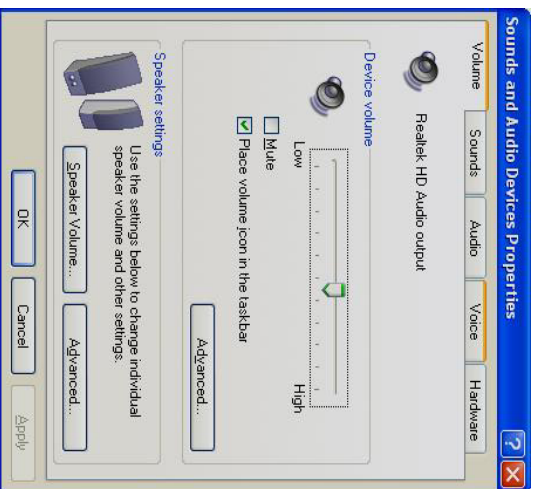 Sounds and Audio Devices Properties
?
Volume Sounds Audio Voice Hardware
Realtek HD Audio output
Device volume
Low High
Mute
Place volume icon in the taskbar
Advanced...
Speaker settings
Use the settings below to change individual
speaker volume and other settings.
Speaker Volume... Advanced...
OK Cancel Apply